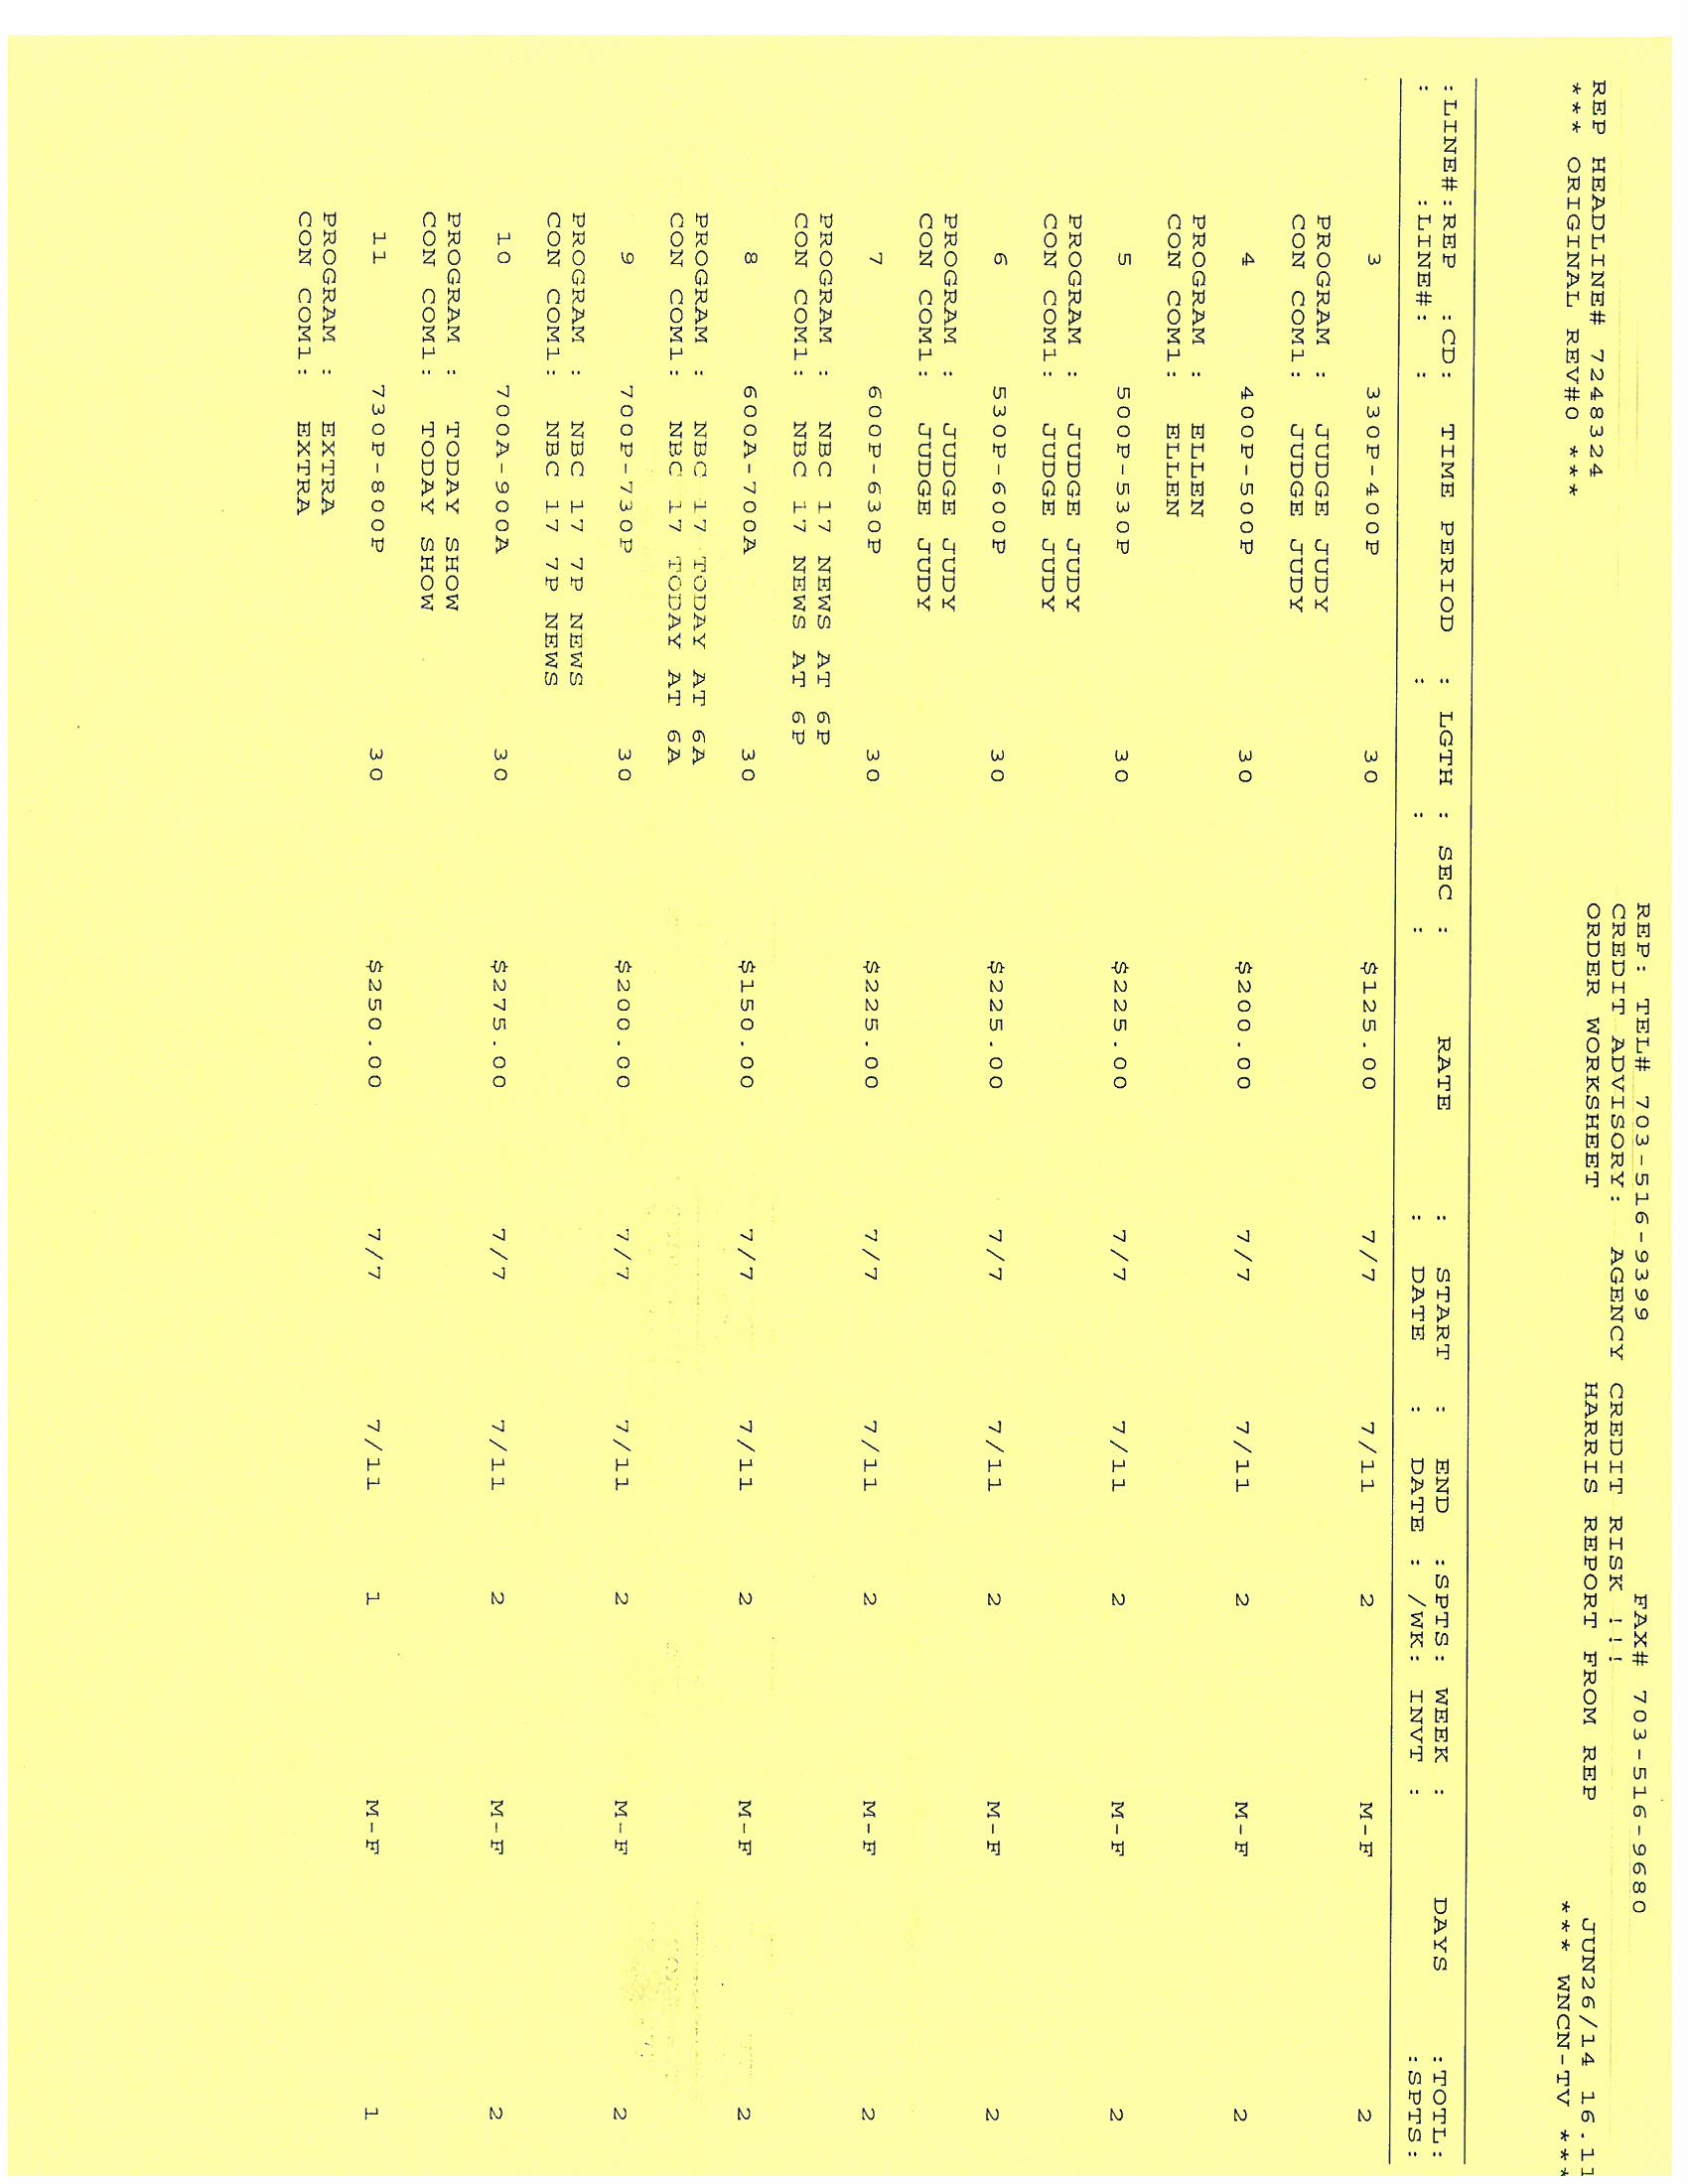 REP: TEL# 703-516-9399 FAX# 703-516-9680
CREDIT ADVISORY: AGENCY CREDIT RISK !!!
REP HEADLINE# 7248324 ORDER WORKSHEET HARRIS REPORT FROM REP JUN26/14 16.11
*** ORIGINAL REV#0 *** *** WNCN-TV ***
:LINE#:REP :CD: TIME PERIOD : LGTH : SEC : RATE : START : END :SPTS: WEEK : DAYS :TOTL:
: :LINE#: : : : : DATE : DATE : /WK: INVT : :SPTS:
3 330P-400P 30 $125.00 7/7 7/11 2 M-F 2
PROGRAM : JUDGE JUDY
CON COM1: JUDGE JUDY
4 400P-500P 30 $200.00 7/7 7/11 2 M-F 2
PROGRAM : ELLEN
CON COM1: ELLEN
5 500P-530P 30 $225.00 7/7 7/11 2 M-F 2
PROGRAM : JUDGE JUDY
CON COM1: JUDGE JUDY
6 530P-600P 30 $225.00 7/7 7/11 2 M-F 2
PROGRAM : JUDGE JUDY
CON COM1: JUDGE JUDY
7 600P-630P 30 $225.00 7/7 7/11 2 M-F 2
PROGRAM : NBC 17 NEWS AT 6P
CON COM1: NBC 17 NEWS AT 6P
8 600A-700A 30 $150.00 7/7 7/11 2 M-F 2
PROGRAM : NBC 17 TODAY AT 6A
CON COM1: NBC 17 TODAY AT 6A
9 700P-730P 30 $200.00 7/7 7/11 2 M-F 2
PROGRAM : NBC 17 7P NEWS
CON COM1: NBC 17 7P NEWS
10 700A-900A 30 $275.00 7/7 7/11 2 M-F 2
PROGRAM : TODAY SHOW
CON COM1: TODAY SHOW
11 730P-800P 30 $250.00 7/7 7/11 1 M-F 1
PROGRAM : EXTRA
CON COM1: EXTRA